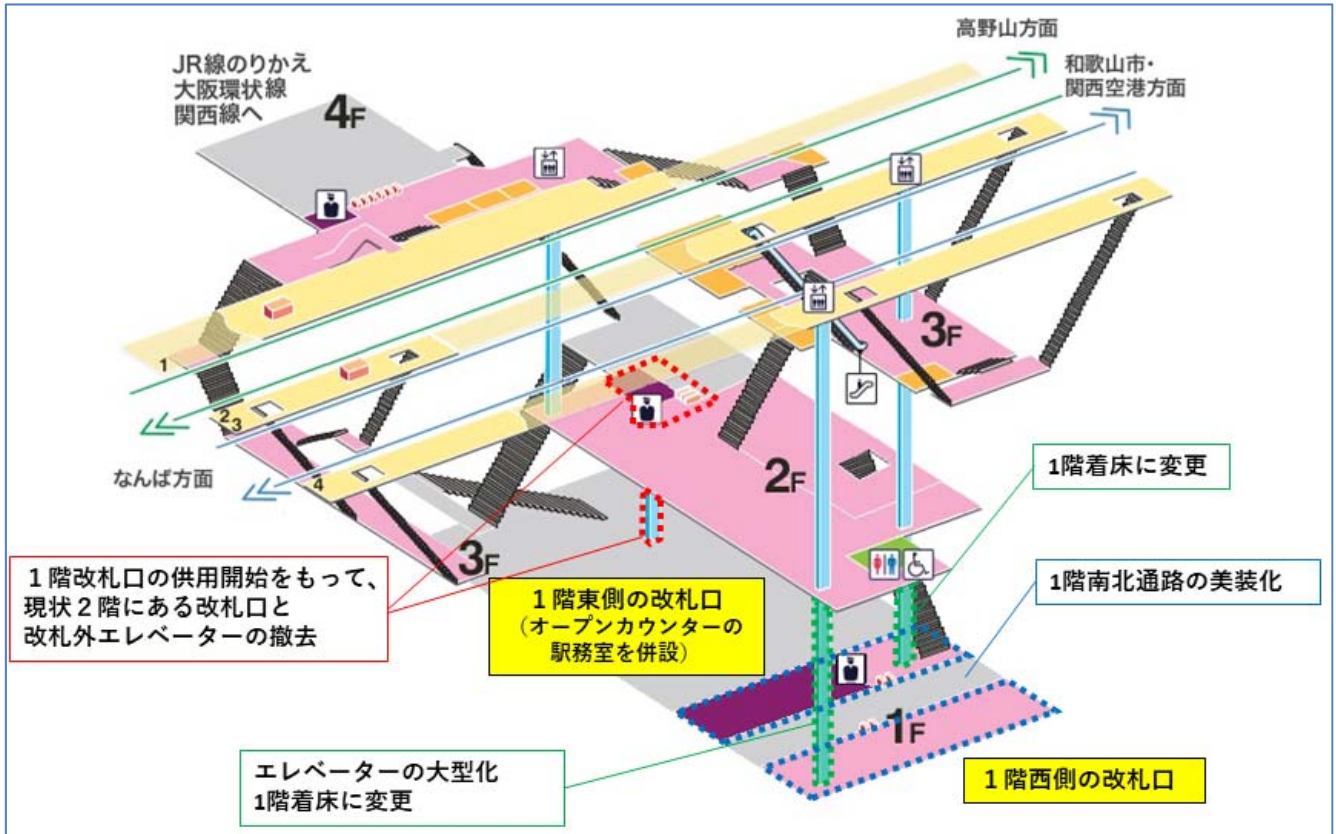 高野山方面
和歌山市・
関西空港方面
JR線のりかえ
大阪環状線
関西線へ
4F
1
2
3
4
なんば方面
3F
2F
3F
1F
1階着床に変更
1階南北通路の美装化
１階改札口の供用開始をもって、
現状２階にある改札口と
改札外エレベーターの撤去
１階東側の改札口
（オープンカウンターの
駅務室を併設）
エレベーターの大型化
1階着床に変更
１階西側の改札口